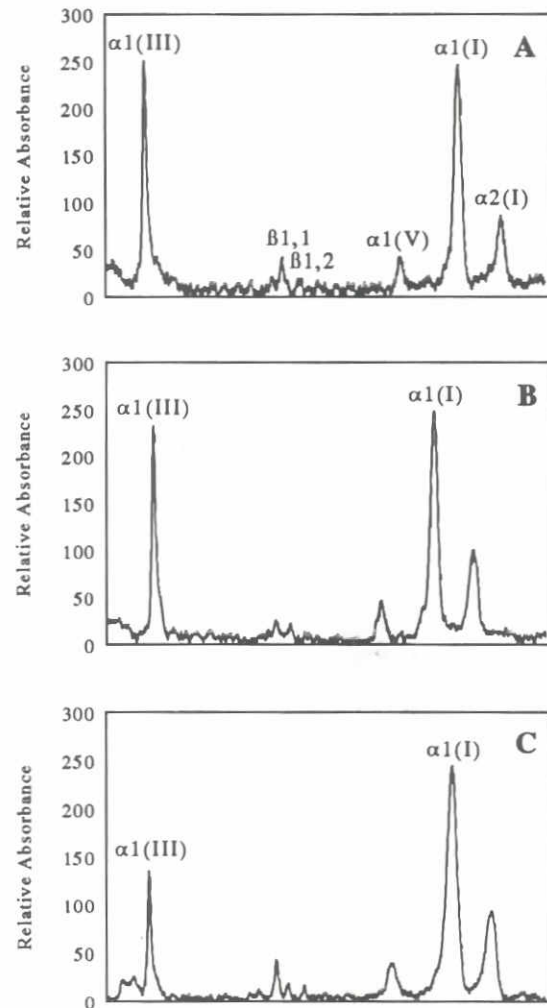 300
250
200
150
100
50
0
Relative Absorbance
α1(III)
ß1,1
ß1,2
α1(V)
α1(I)
α2(I)
A
300
250
200
150
100
50
0
Relative Absorbance
α1(III)
α1(I)
B
300
250
200
150
100
50
0
Relative Absorbance
α1(III)
α1(I)
C